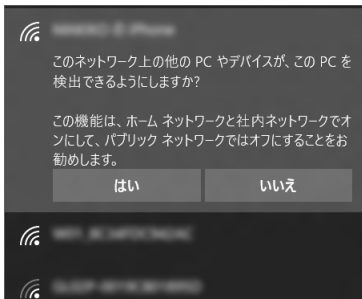 このネットワーク上の他の PC やデバイスが、この PC を
検出できるようにしますか?
この機能は、ホーム ネットワークと社内ネットワークでオ
ンにして、パブリック ネットワークではオフにすることをお
勧めします。
はい
いいえ